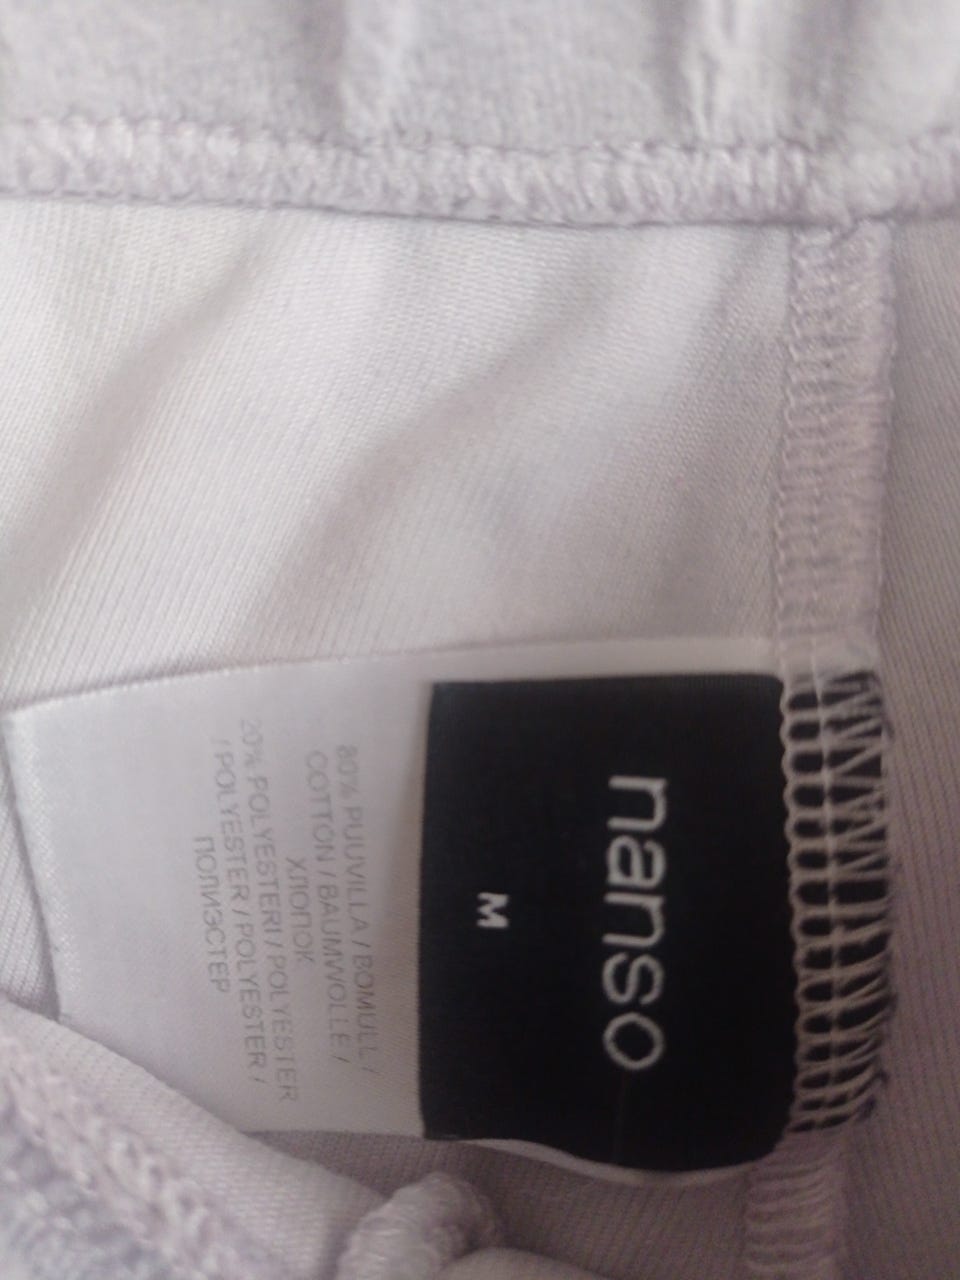 nanso
M
80% PUUVILLA / BOMULL /
COTTON / BAUMWOLLE /
ХЛОПОК
20% POLYESTERI / POLYESTER
/ POLYESTER / POLYESTER /
ПОЛИЭСТЕР